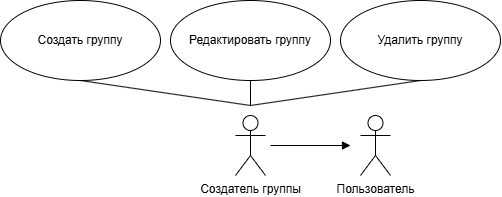 Создать группу
Редактировать группу
Удалить группу
Создатель группы
Пользователь